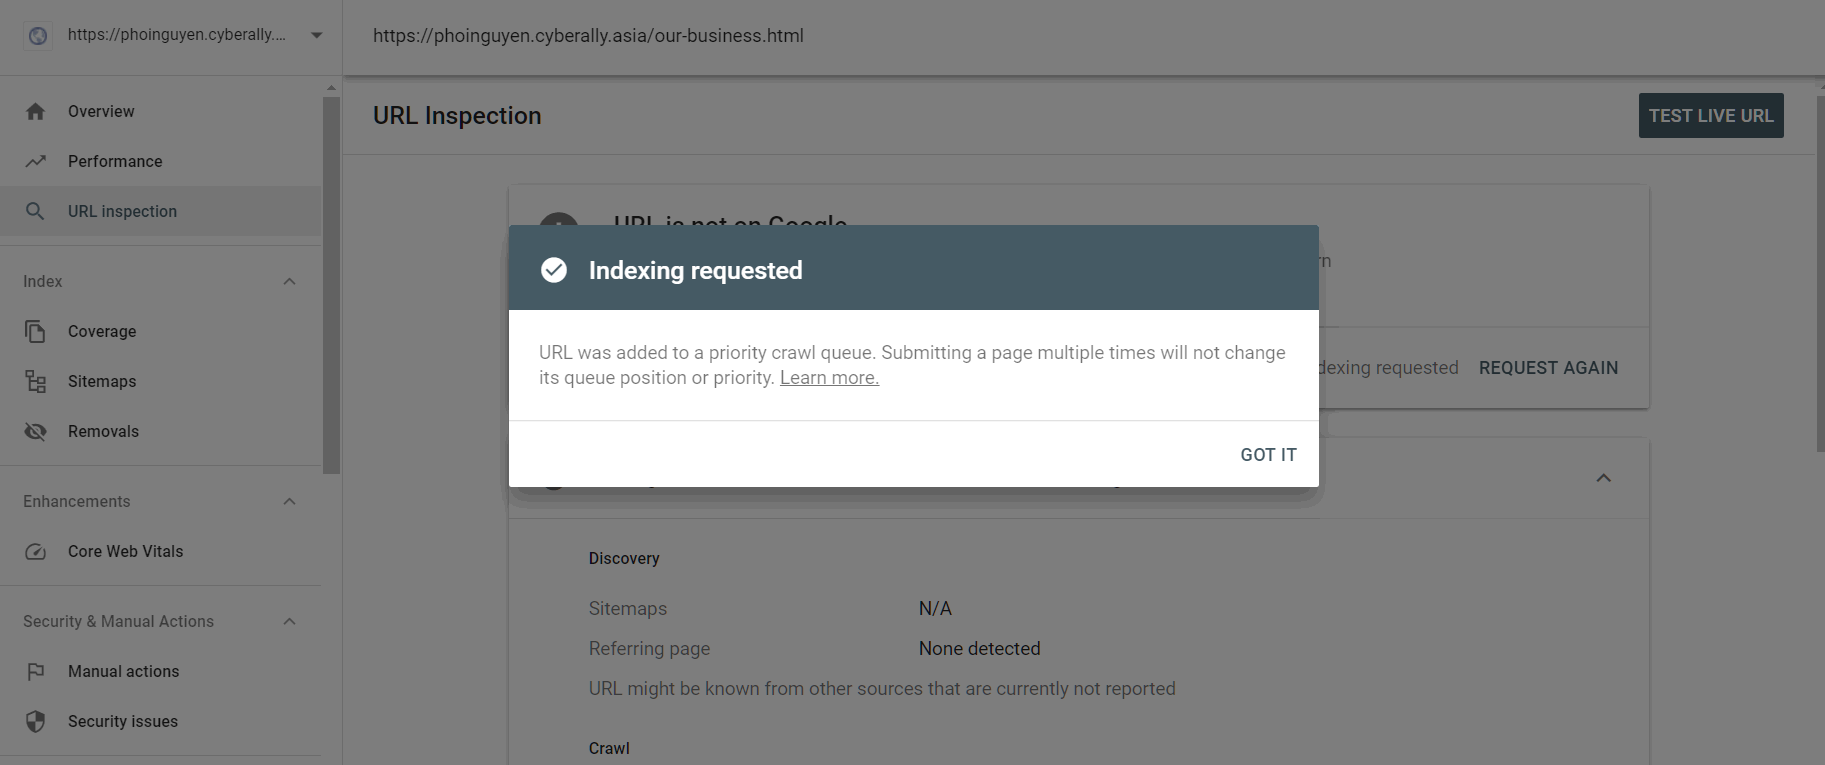 https://phoinguyen.cyberally....
https://phoinguyen.cyberally.asia/our-business.html
Overview
Performance
URL inspection
Index
Coverage
Sitemaps
Removals
Enhancements
Core Web Vitals
Security & Manual Actions
Manual actions
Security issues
URL Inspection
TEST LIVE URL
URL is not on Google
Indexing requested
URL was added to a priority crawl queue. Submitting a page multiple times will not change
its queue position or priority. Learn more.
GOT IT
requested REQUEST AGAIN
Discovery
Sitemaps N/A
Referring page None detected
URL might be known from other sources that are currently not reported
Crawl